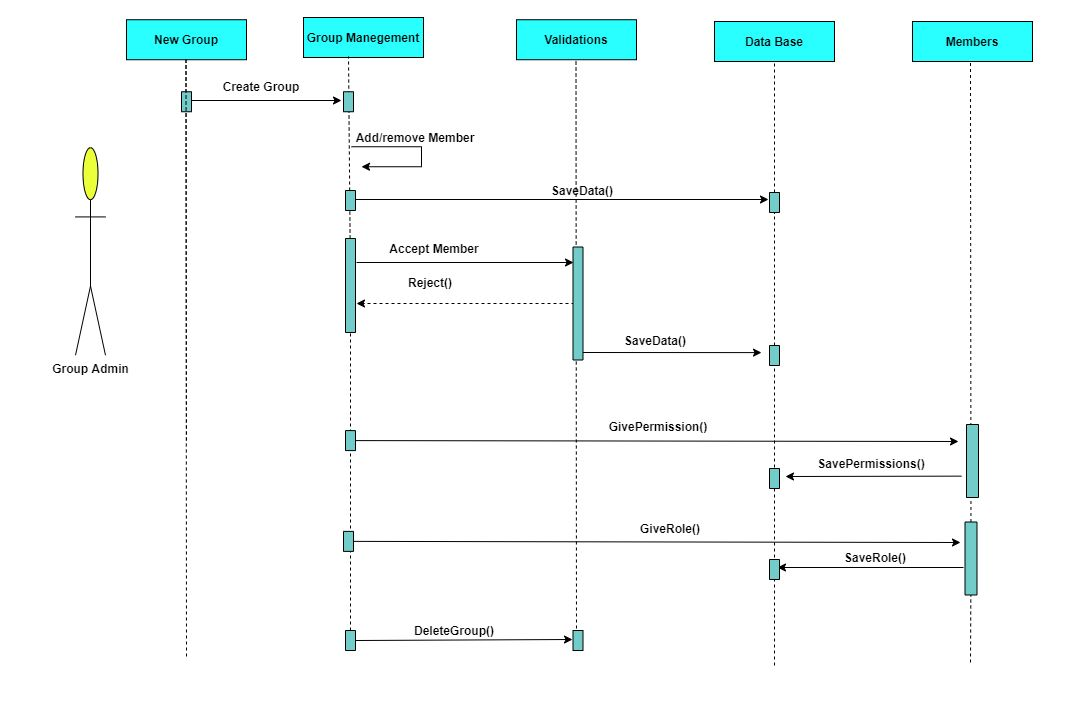 New Group
Group Manegement
Validations
Data Base
Members
Create Group
Add/remove Member
SaveData()
Accept Member
Reject()
SaveData()
Group Admin
GivePermission()
SavePermissions()
GiveRole()
SaveRole()
DeleteGroup()